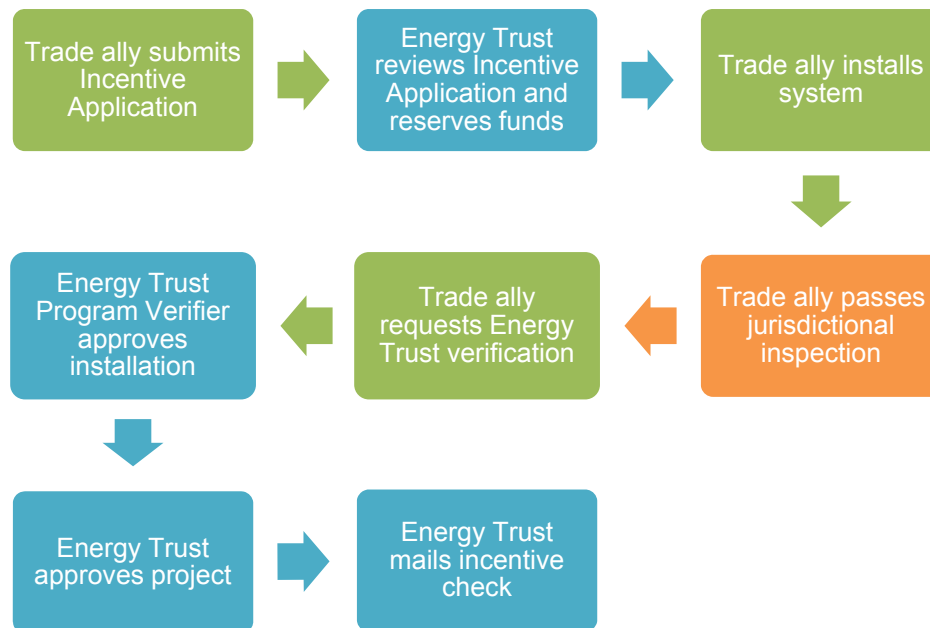 Trade ally submits
Incentive
Application
Energy Trust
reviews Incentive
Application and
reserves funds
Trade ally installs
system
Trade ally passes
jurisdictional
inspection
Trade ally
requests Energy
Trust verification
Energy Trust
Program Verifier
approves
installation
Energy Trust
approves project
Energy Trust
mails incentive
check